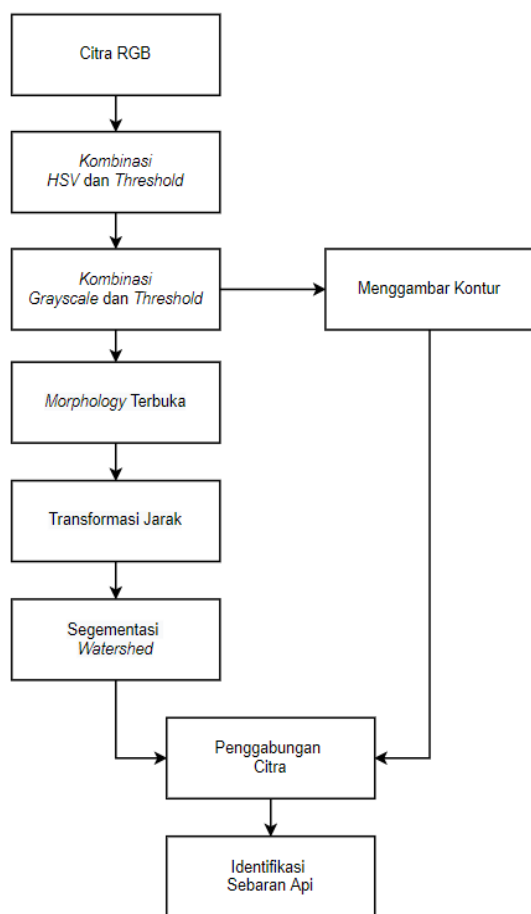 Citra RGB
Kombinasi
HSV dan Threshold
Kombinasi
Grayscale dan Threshold
Menggambar Kontur
Morphology Terbuka
Transformasi Jarak
Segementasi
Watershed
Penggabungan
Citra
Identifikasi
Sebaran Api